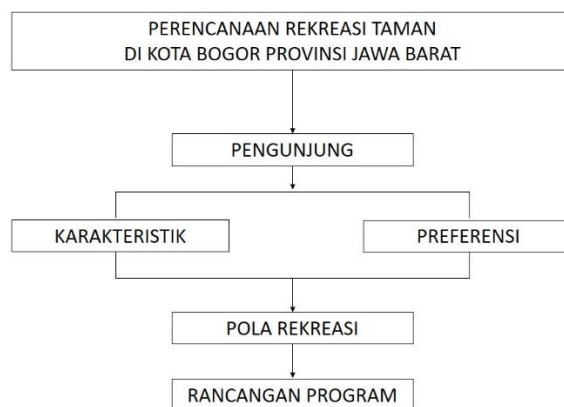 PERENCANAAN REKREASI TAMAN
DI KOTA BOGOR PROVINSI JAWA BARAT
PENGUNJUNG
KARAKTERISTIK
PREFERENSI
POLA REKREASI
RANCANGAN PROGRAM